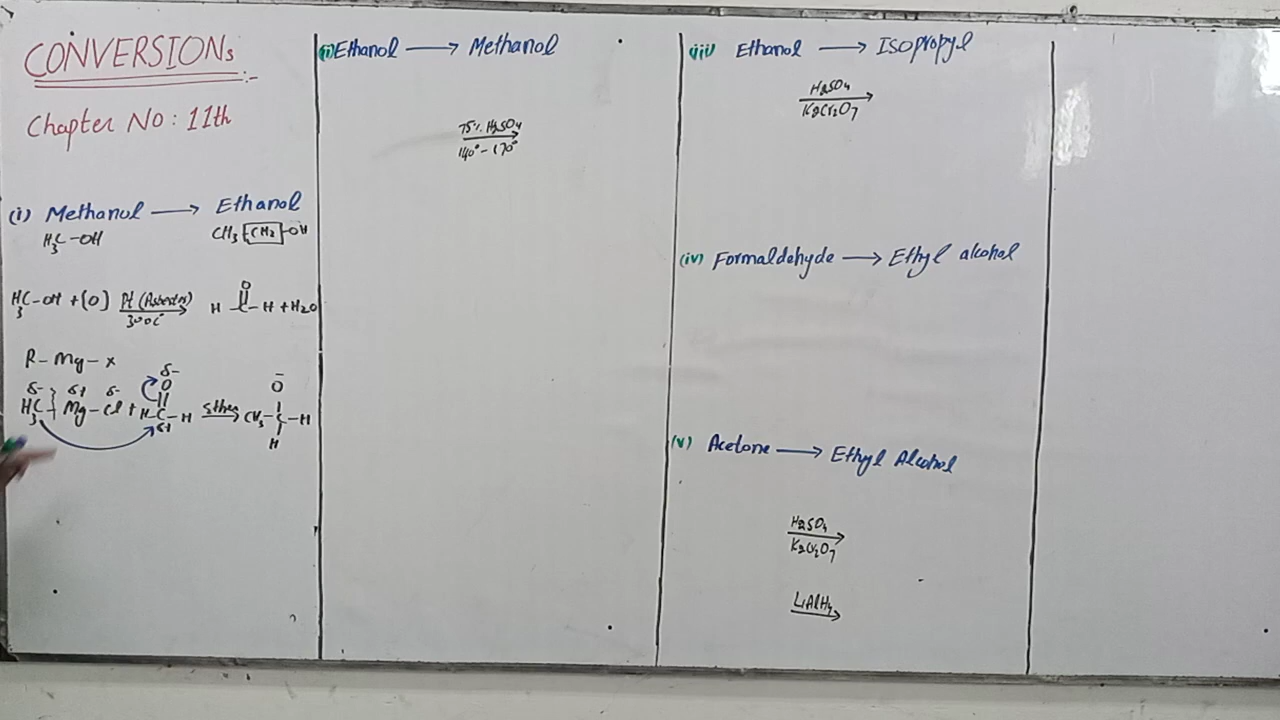 CONVERSIONs :-
Chapter No: 11th
(i) Methanol ⟶ Ethanol
H3C-OH CH3[CH2]-OH
H3C-OH +[O] Pt (Asbestos) 300c° → H-C(=O)-H +H2O
R-Mg-x
δ- δ+ δ- δ-
H3C-Mg-Cl + H-C(=O)-H Ether → CH3-C(O-)(H)-H
δ+
(ii) Ethanol ⟶ Methanol
75% H2SO4
140°-170°
(iii) Ethanol ⟶ Isopropyl
H2SO4
K2Cr2O7
(iv) Formaldehyde ⟶ Ethyl alcohol
(v) Acetone ⟶ Ethyl Alcohol
H2SO4
K2Cr2O7
LiAlH4